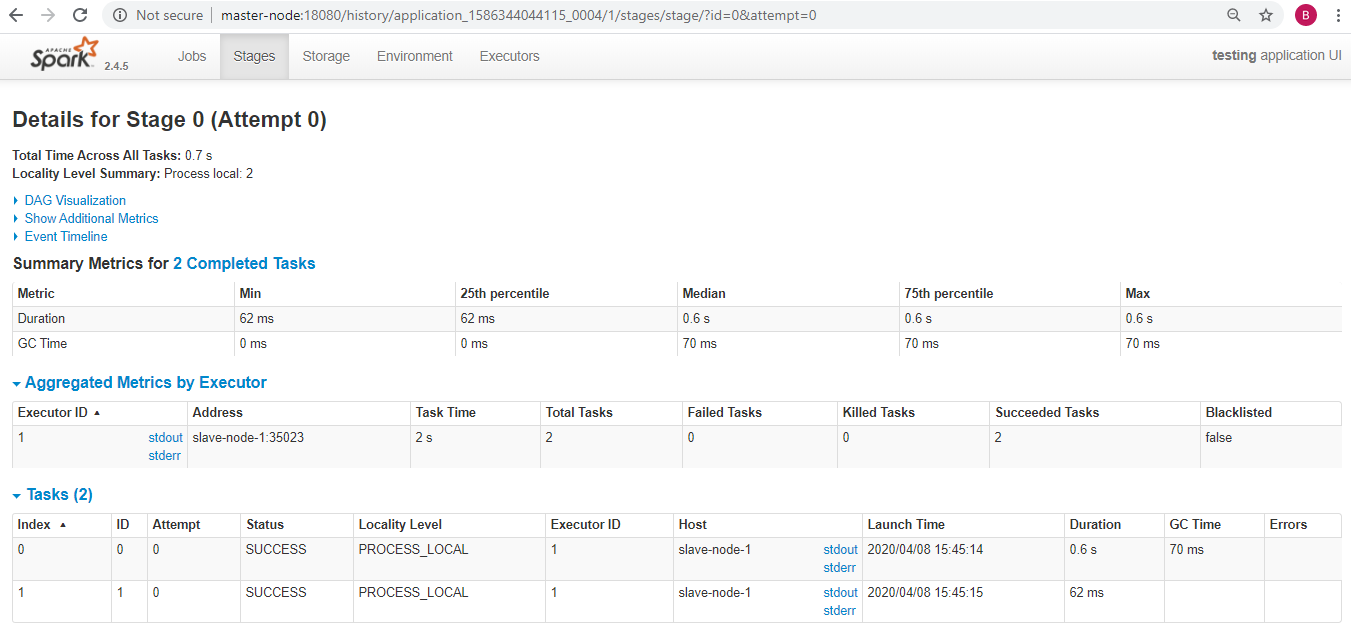 Not secure master-node:18080/history/application_1586344044115_0004/1/stages/stage/?id=0&attempt=0 B
APACHE
Spark 2.4.5 Jobs Stages Storage Environment Executors testing application UI
Details for Stage 0 (Attempt 0)
Total Time Across All Tasks: 0.7 s
Locality Level Summary: Process local: 2
DAG Visualization
Show Additional Metrics
Event Timeline
Summary Metrics for 2 Completed Tasks
Metric Min 25th percentile Median 75th percentile Max
Duration 62 ms 62 ms 0.6 s 0.6 s 0.6 s
GC Time 0 ms 0 ms 70 ms 70 ms 70 ms
Aggregated Metrics by Executor
Executor ID Address Task Time Total Tasks Failed Tasks Killed Tasks Succeeded Tasks Blacklisted
1 stdout slave-node-1:35023 2 s 2 0 0 2 false
stderr
Tasks (2)
Index ID Attempt Status Locality Level Executor ID Host Launch Time Duration GC Time Errors
0 0 0 SUCCESS PROCESS_LOCAL 1 slave-node-1 stdout 2020/04/08 15:45:14 0.6 s 70 ms
stderr
1 1 0 SUCCESS PROCESS_LOCAL 1 slave-node-1 stdout 2020/04/08 15:45:15 62 ms
stderr